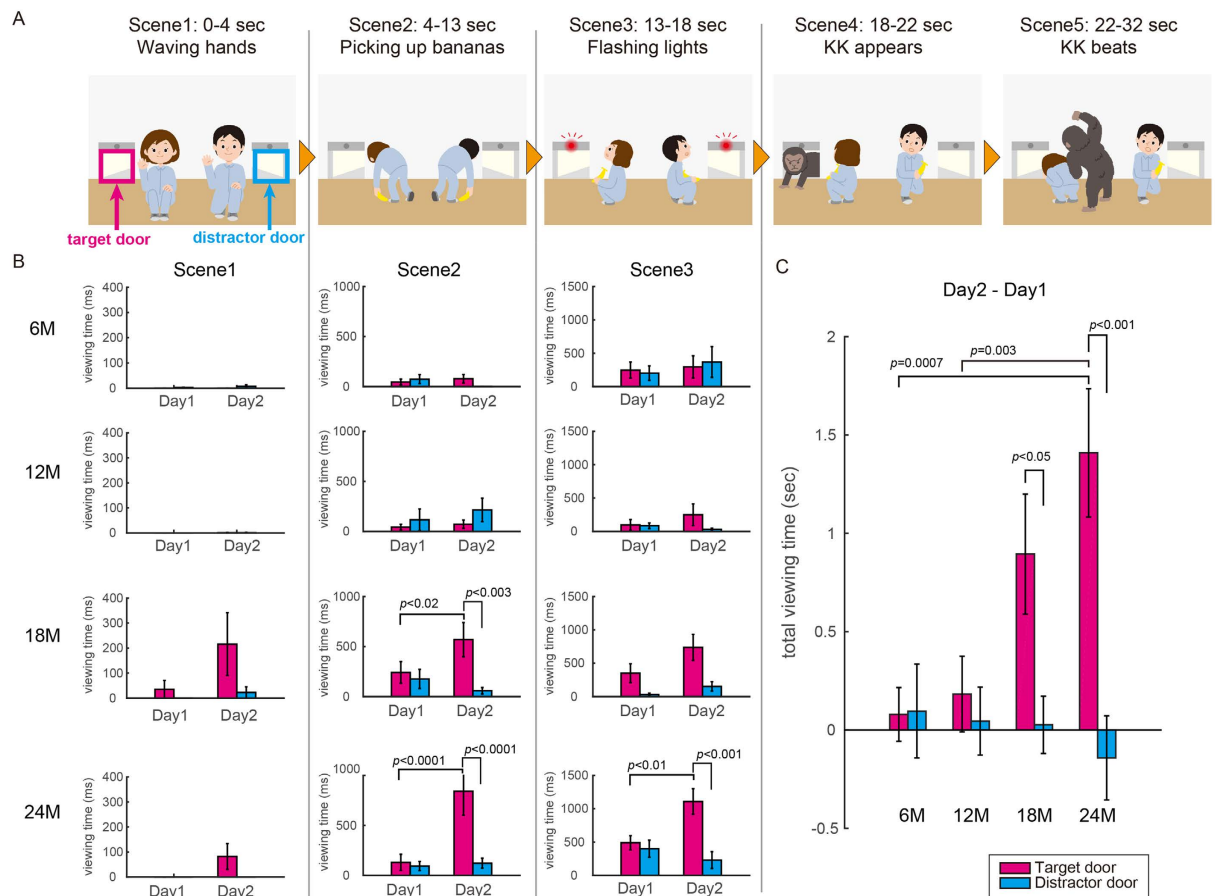 A
Scene1: 0-4 sec
Waving hands
Scene2: 4-13 sec
Picking up bananas
Scene3: 13-18 sec
Flashing lights
Scene4: 18-22 sec
KK appears
Scene5: 22-32 sec
KK beats
target door
distractor door
B
Scene1
Scene2
Scene3
6M
viewing time (ms)
400
300
200
100
0
Day1
Day2
viewing time (ms)
1000
500
0
Day1
Day2
viewing time (ms)
1500
1000
500
0
Day1
Day2
12M
viewing time (ms)
400
300
200
100
0
Day1
Day2
viewing time (ms)
1000
500
0
Day1
Day2
viewing time (ms)
1500
1000
500
0
Day1
Day2
18M
viewing time (ms)
400
300
200
100
0
Day1
Day2
viewing time (ms)
1000
500
0
p<0.02
p<0.003
Day1
Day2
viewing time (ms)
1500
1000
500
0
Day1
Day2
24M
viewing time (ms)
400
300
200
100
0
Day1
Day2
viewing time (ms)
1000
500
0
p<0.0001
p<0.0001
Day1
Day2
viewing time (ms)
1500
1000
500
0
p<0.01
p<0.001
Day1
Day2
C
Day2 - Day1
total viewing time (sec)
2
1.5
1
0.5
0
-0.5
p<0.001
p=0.003
p=0.0007
p<0.05
6M
12M
18M
24M
Target door
Distractor door